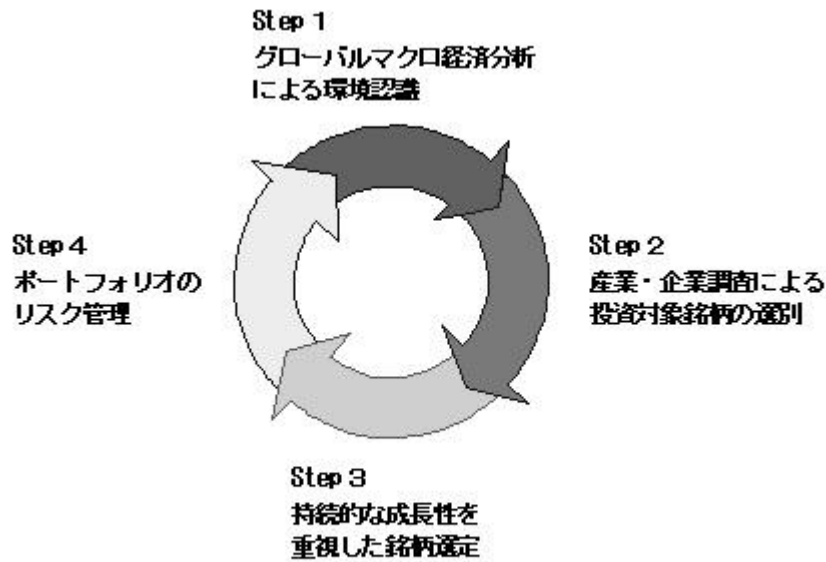 Step 1
グローバルマクロ経済分析
による環境認識
Step 2
産業・企業調査による
投資対象銘柄の選別
Step 3
持続的な成長性を
重視した銘柄選定
Step 4
ポートフォリオの
リスク管理